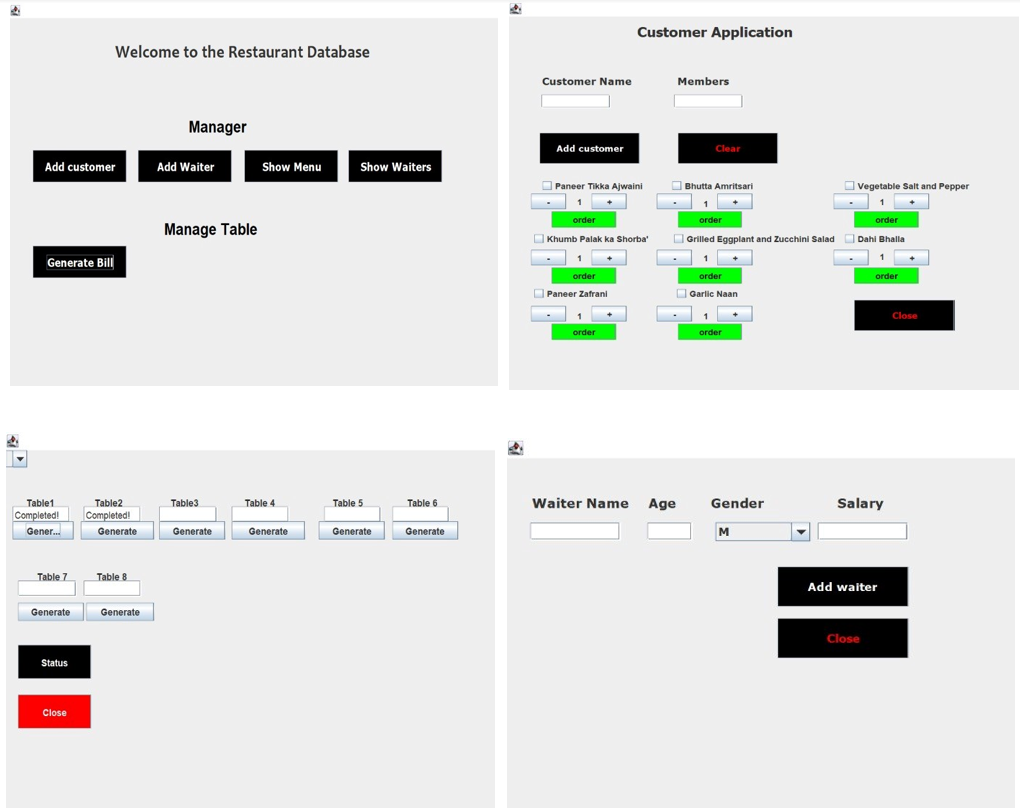 Welcome to the Restaurant Database
Manager
Add customer Add Waiter Show Menu Show Waiters
Manage Table
Generate Bill
Customer Application
Customer Name Members
Add customer Clear
Paneer Tikka Ajwaini Bhutta Amritsari Vegetable Salt and Pepper
- 1 + - 1 + - 1 +
order order order
Khumb Palak ka Shorba' Grilled Eggplant and Zucchini Salad Dahi Bhalla
- 1 + - 1 + - 1 +
order order order
Paneer Zafrani Garlic Naan
- 1 + - 1 +
order order
Close
Table1 Table2 Table3 Table 4 Table 5 Table 6
Completed! Completed!
Gener... Generate Generate Generate Generate Generate
Table 7 Table 8
Generate Generate
Status
Close
Waiter Name Age Gender Salary
M
Add waiter
Close